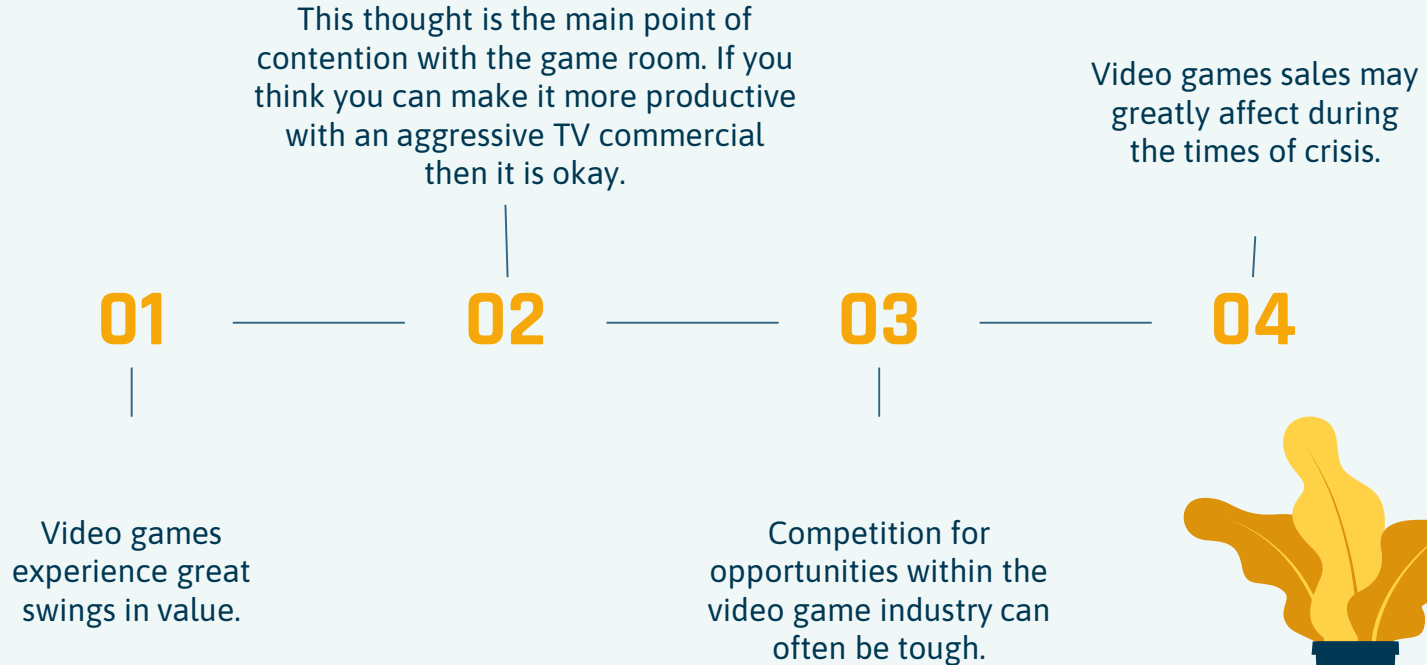 This thought is the main point of
contention with the game room. If you
think you can make it more productive
with an aggressive TV commercial
then it is okay.
Video games sales may
greatly affect during
the times of crisis.
01
02
03
04
Video games
experience great
swings in value.
Competition for
opportunities within the
video game industry can
often be tough.